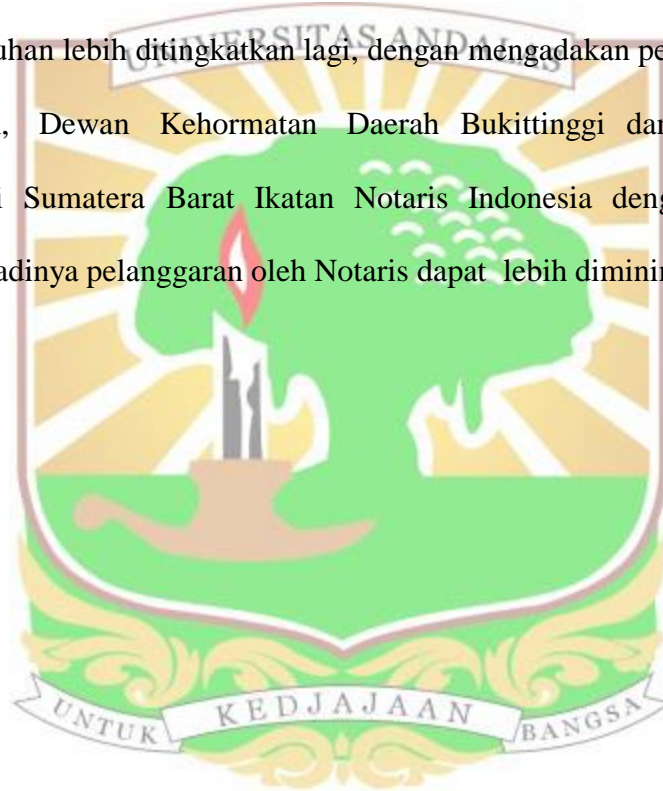 UNIVERSITAS ANDALAS
uhan lebih ditingkatkan lagi, dengan mengadakan pe
, Dewan Kehormatan Daerah Bukittinggi dan
i Sumatera Barat Ikatan Notaris Indonesia deng
adinya pelanggaran oleh Notaris dapat lebih dimini
UNTUK KEDJAJAAN BANGSA